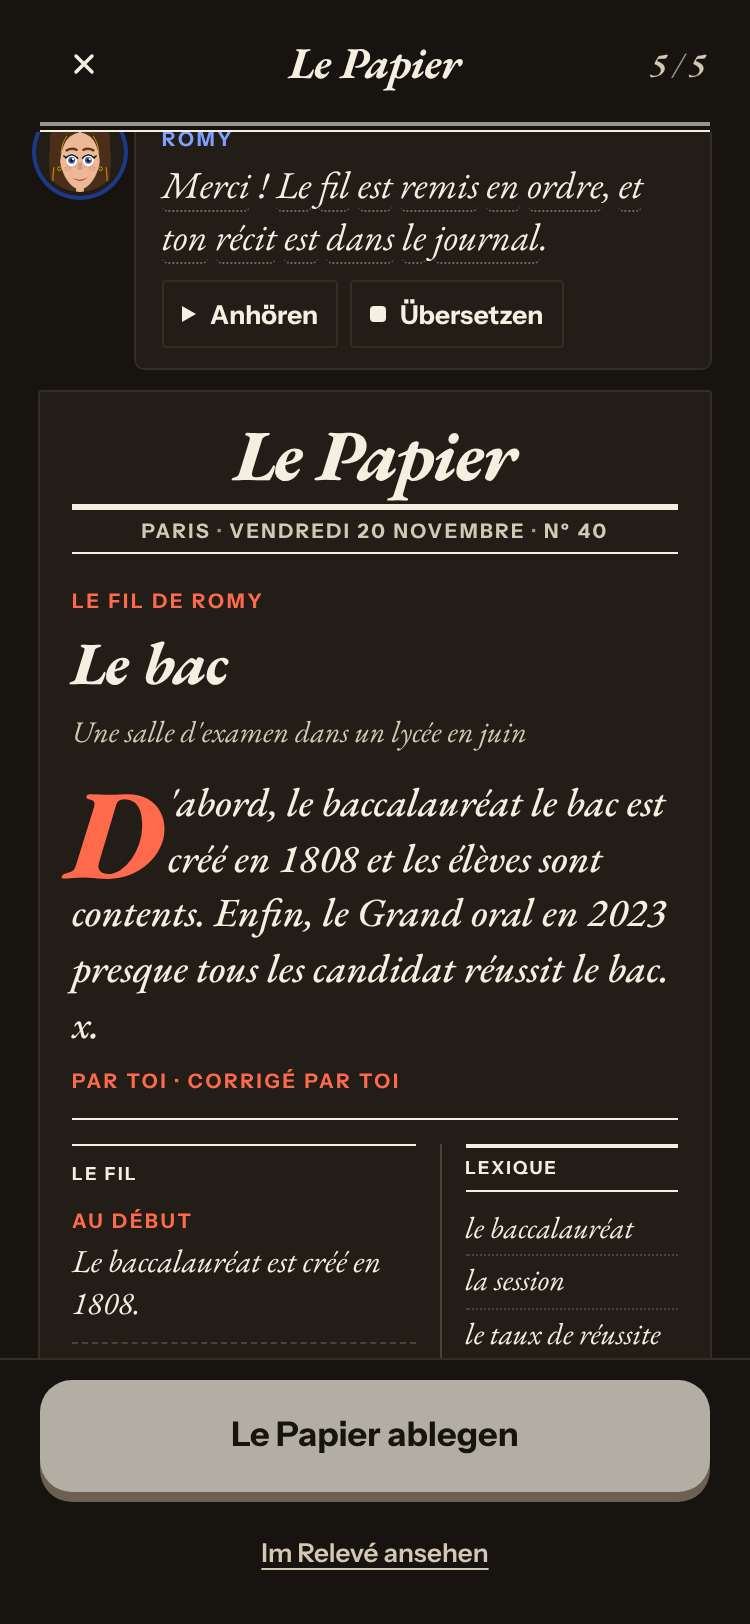 Le Papier
5 / 5
ROMY
Merci ! Le fil est remis en ordre, et
ton récit est dans le journal.
Anhören
Übersetzen
Le Papier
PARIS · VENDREDI 20 NOVEMBRE · N° 40
LE FIL DE ROMY
Le bac
Une salle d'examen dans un lycée en juin
D'abord, le baccalauréat le bac est
créé en 1808 et les élèves sont
contents. Enfin, le Grand oral en 2023
presque tous les candidat réussit le bac.
x.
PAR TOI · CORRIGÉ PAR TOI
LE FIL
AU DÉBUT
Le baccalauréat est créé en
1808.
LEXIQUE
le baccalauréat
la session
le taux de réussite
Le Papier ablegen
Im Relevé ansehen